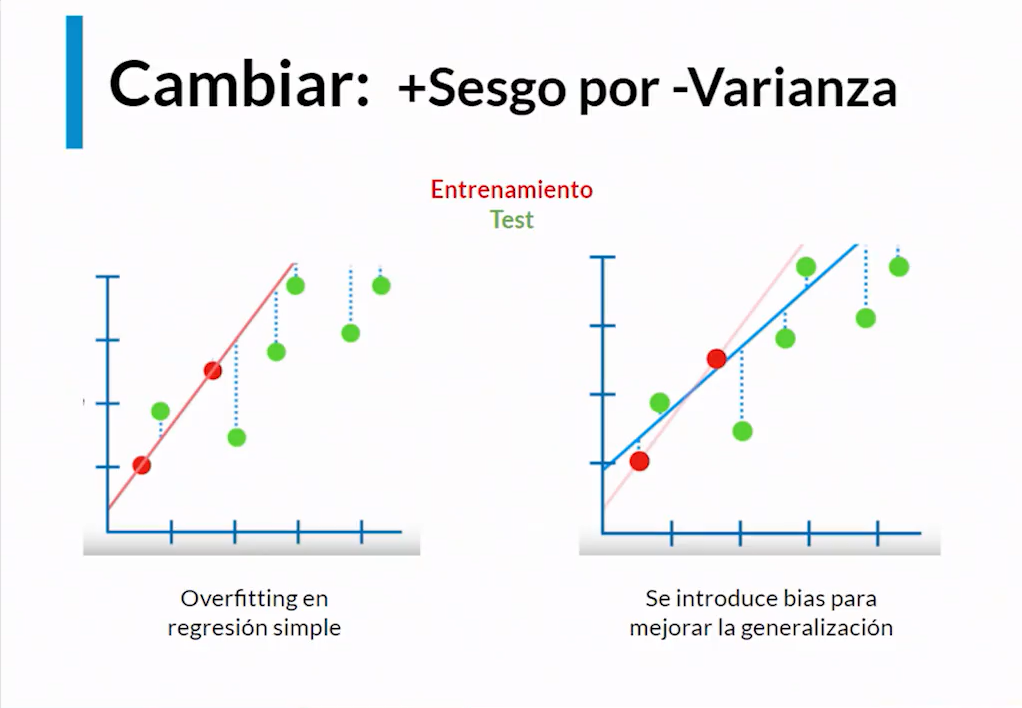 Cambiar: +Sesgo por -Varianza
Entrenamiento
Test
Overfitting en
regresión simple
Se introduce bias para
mejorar la generalización